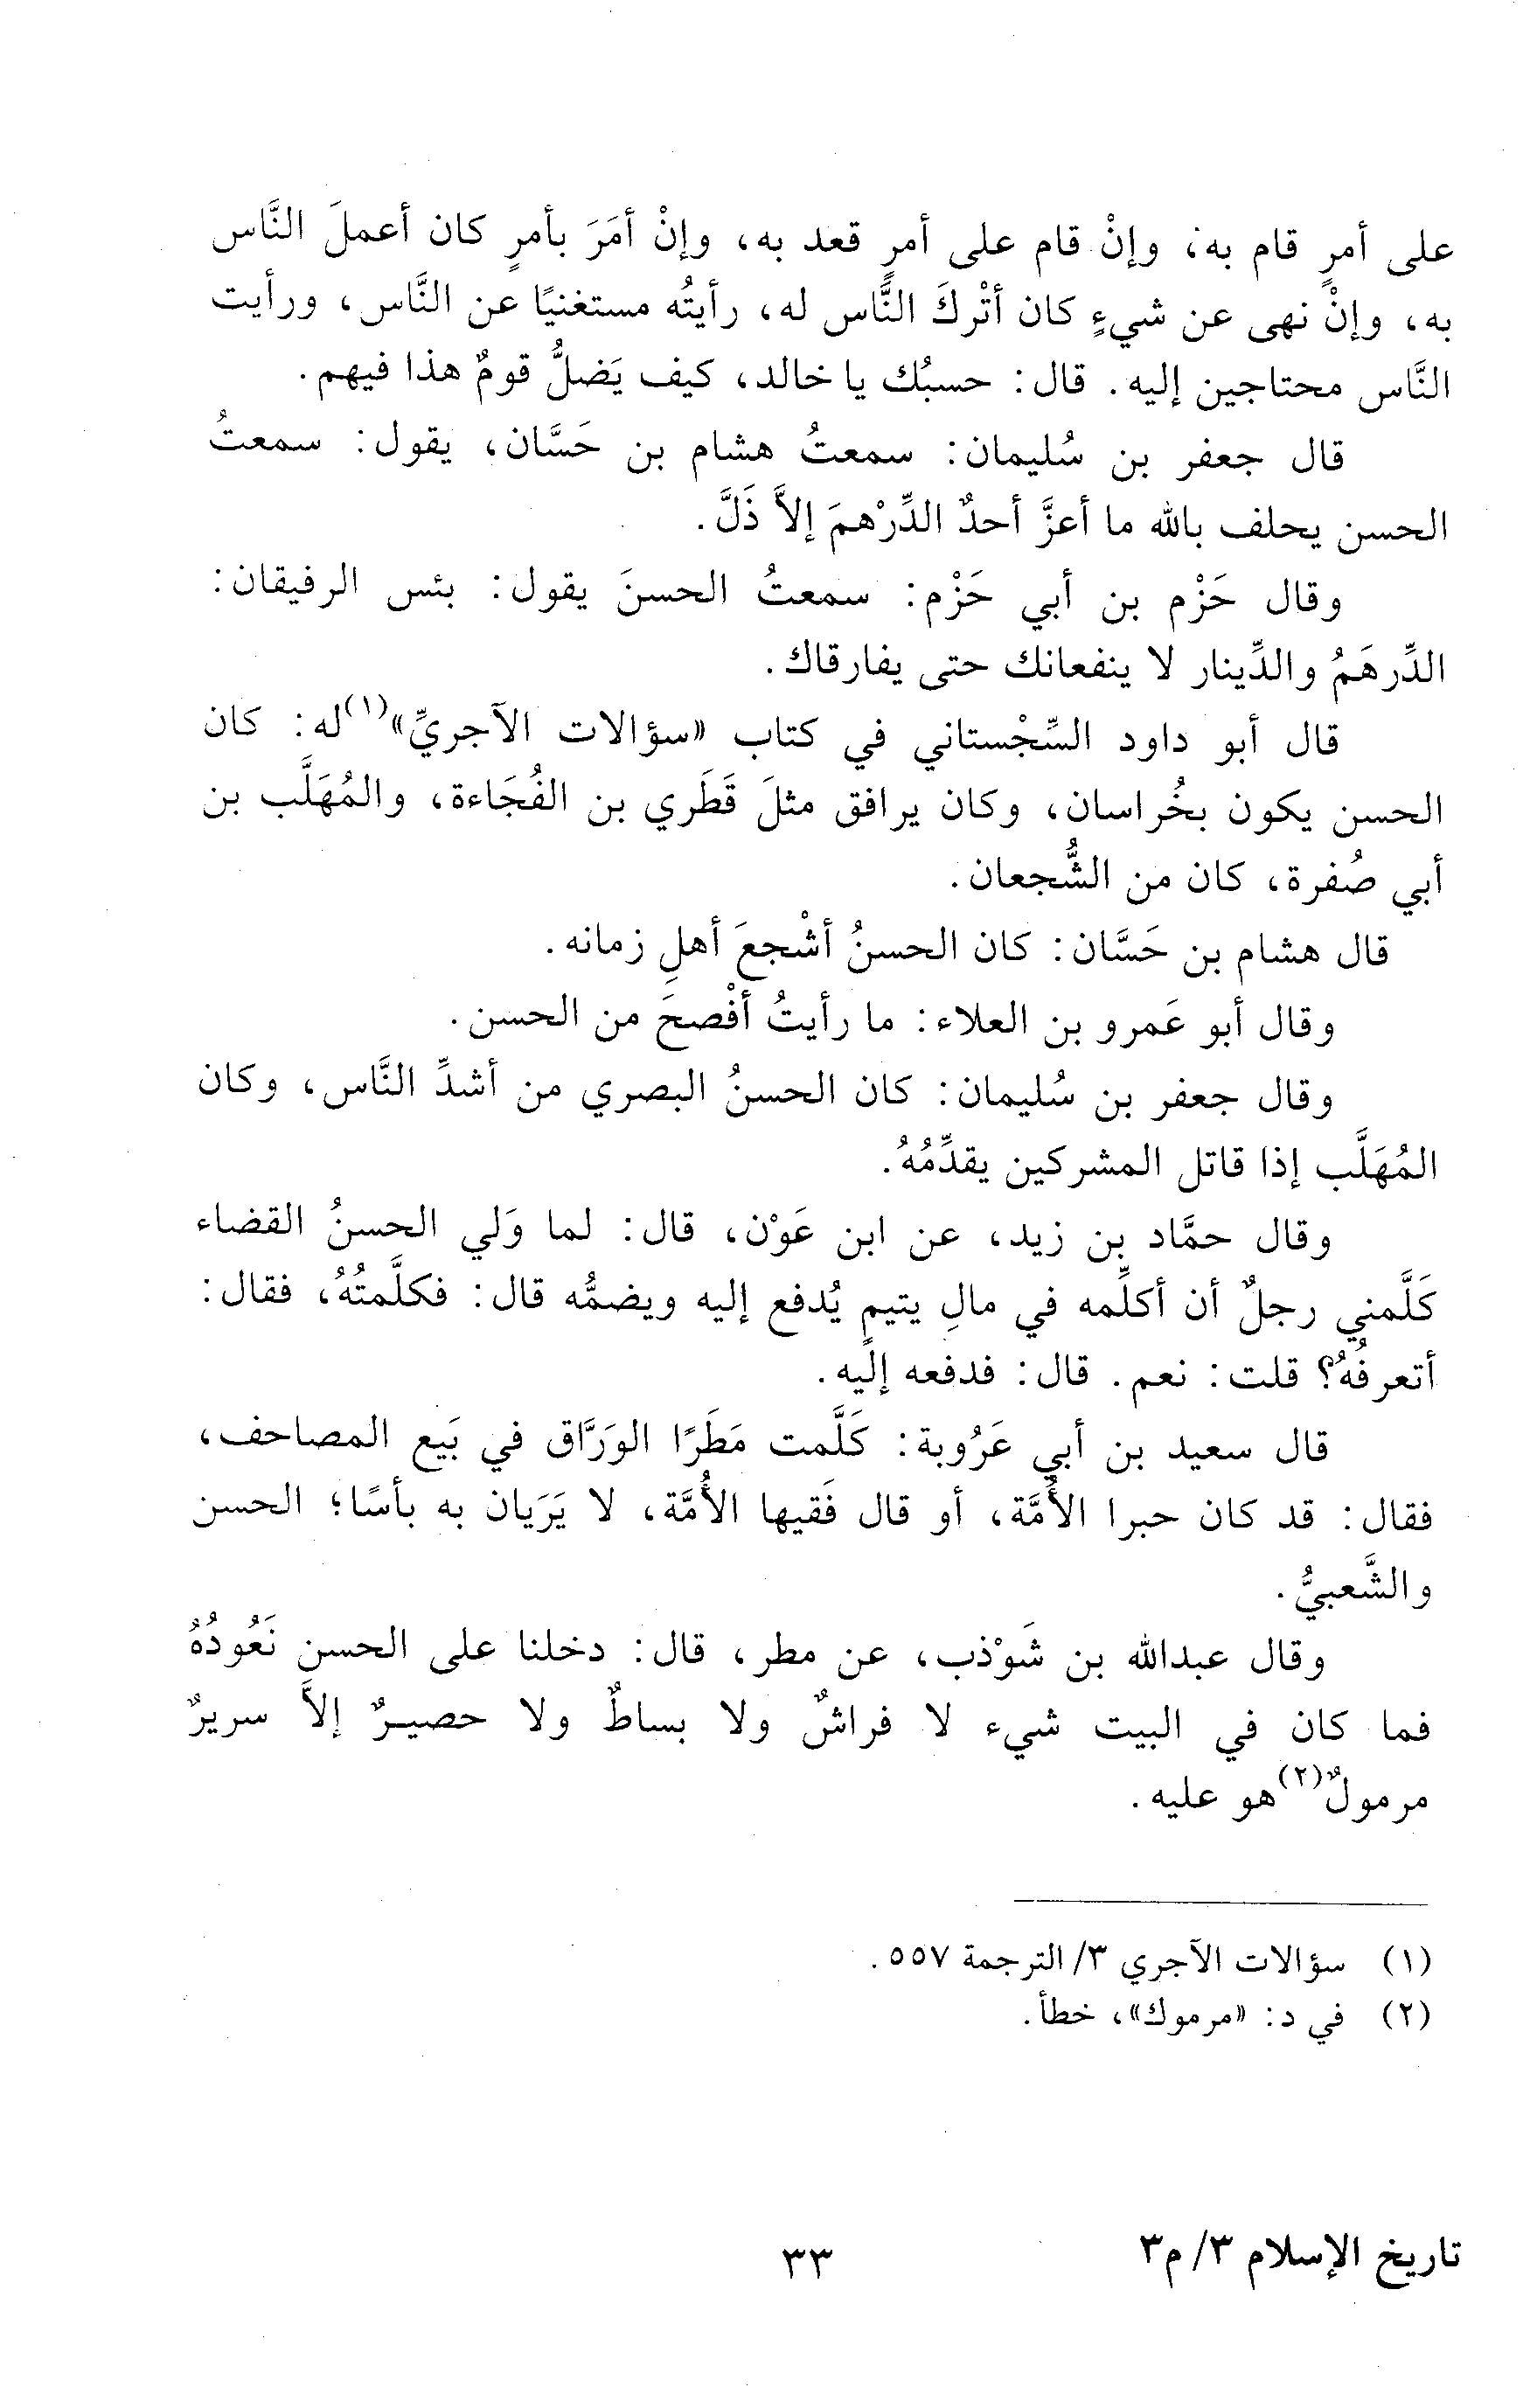 على أمرٍ قام به، وإنْ قام على أمرٍ قعد به، وإنْ أمَرَ بأمرٍ كان أعملَ النَّاس
به، وإنْ نهى عن شيءٍ كان أتْركَ النَّاس له، رأيتُه مستغنيًا عن النَّاس، ورأيت
النَّاس محتاجين إليه. قال: حسبُك يا خالد، كيف يَضلُّ قومٌ هذا فيهم.
قال جعفر بن سُليمان: سمعتُ هشام بن حَسَّان، يقول: سمعتُ
الحسن يحلف بالله ما أعزَّ أحدٌ الدِّرْهمَ إلاَّ ذَلَّ.
وقال حَزْم بن أبي حَزْم: سمعتُ الحسنَ يقول: بئس الرفيقان:
الدِّرهَمُ والدِّينار لا ينفعانك حتى يفارقاك.
قال أبو داود السِّجْستاني في كتاب «سؤالات الآجريِّ»(١) له: كان
الحسن يكون بخُراسان، وكان يرافق مثلَ قَطَري بن الفُجَاءة، والمُهَلَّب بن
أبي صُفرة، كان من الشُّجعان.
قال هشام بن حَسَّان: كان الحسنُ أشْجعَ أهلِ زمانه.
وقال أبو عَمرو بن العلاء: ما رأيتُ أفْصحَ من الحسن.
وقال جعفر بن سُليمان: كان الحسنُ البصري من أشدِّ النَّاس، وكان
المُهَلَّب إذا قاتل المشركين يقدِّمُهُ.
وقال حمَّاد بن زيد، عن ابن عَوْن، قال: لما وَلي الحسنُ القضاء
كَلَّمني رجلٌ أن أكلِّمه في مالِ يتيمٍ يُدفع إليه ويضمُّه قال: فكلَّمتُهُ، فقال:
أتعرفُهُ؟ قلت: نعم. قال: فدفعه إليه.
قال سعيد بن أبي عَرُوبة: كَلَّمت مَطَرًا الوَرَّاق في بَيع المصاحف،
فقال: قد كان حبرا الأُمَّة، أو قال فَقيها الأُمَّة، لا يَرَيان به بأسًا؛ الحسن
والشَّعبيُّ.
وقال عبدالله بن شَوْذب، عن مطر، قال: دخلنا على الحسن نَعُودُهُ
فما كان في البيت شيء لا فراشٌ ولا بساطٌ ولا حصيـرٌ إلاَّ سريرٌ
مرمولٌ(٢) هو عليه.
(١) سؤالات الآجري ٣/ الترجمة ٥٥٧.
(٢) في د: «مرموك»، خطأ.
تاريخ الإسلام ٣/ م٣
٣٣